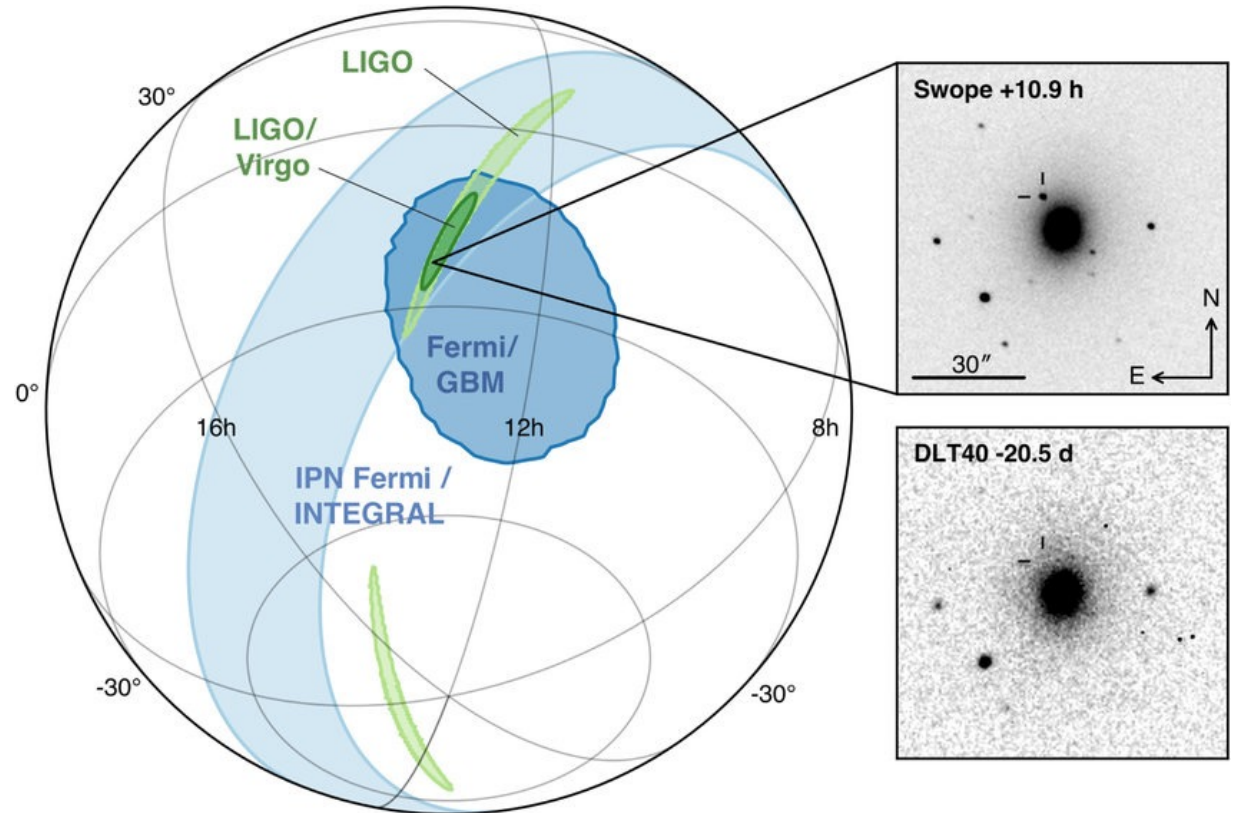 LIGO
30°
LIGO/
Virgo
Swope +10.9 h
N
30″
E
Fermi/
GBM
0°
16h
12h
8h
IPN Fermi /
INTEGRAL
DLT40 -20.5 d
-30°
-30°